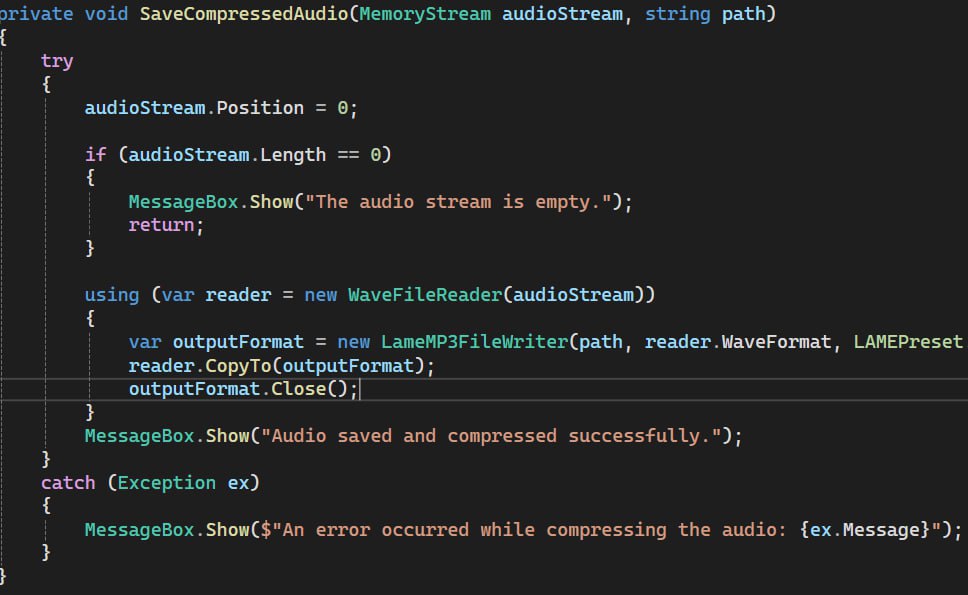 private void SaveCompressedAudio(MemoryStream audioStream, string path)
{
try
{
audioStream.Position = 0;
if (audioStream.Length == 0)
{
MessageBox.Show("The audio stream is empty.");
return;
}
using (var reader = new WaveFileReader(audioStream))
{
var outputFormat = new LameMP3FileWriter(path, reader.WaveFormat, LAMEPreset
reader.CopyTo(outputFormat);
outputFormat.Close();
}
MessageBox.Show("Audio saved and compressed successfully.");
}
catch (Exception ex)
{
MessageBox.Show($"An error occurred while compressing the audio: {ex.Message}");
}
}